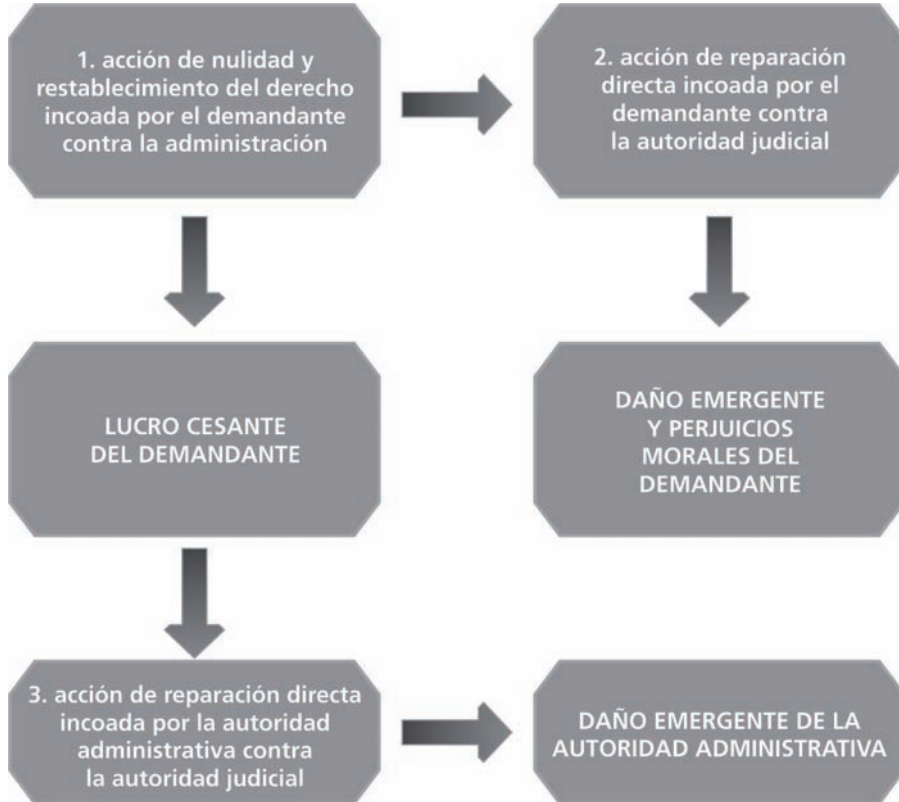 1. acción de nulidad y
restablecimiento del derecho
incoada por el demandante
contra la administración
2. acción de reparación
directa incoada por el
demandante contra
la autoridad judicial
LUCRO CESANTE
DEL DEMANDANTE
DAÑO EMERGENTE
Y PERJUICIOS
MORALES DEL
DEMANDANTE
3. acción de reparación directa
incoada por la autoridad
administrativa contra
la autoridad judicial
DAÑO EMERGENTE DE LA
AUTORIDAD ADMINISTRATIVA